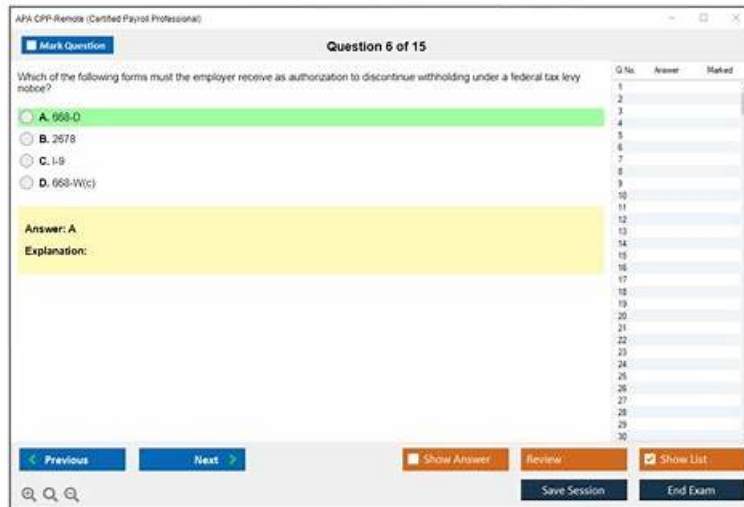 APA CPP-Remote (Certified Payroll Professional)
Mark Question
Question 6 of 15
Which of the following forms must the employer receive as authorization to discontinue withholding under a federal tax levy
notice?
A. 668-D
B. 2678
C. I-9
D. 668-W(c)
Answer: A
Explanation:
Q No. Answer Marked
1
2
3
4
5
6
7
8
9
10
11
12
13
14
15
16
17
18
19
20
21
22
23
24
25
26
27
28
29
30
Previous
Next
Show Answer
Review
Show List
Save Session
End Exam